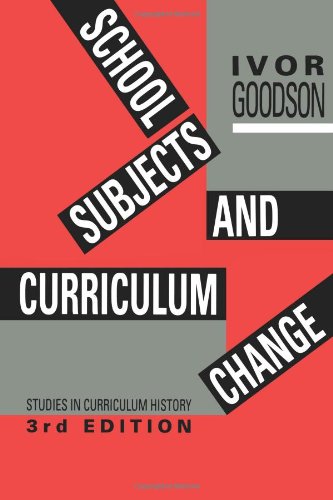 IVOR
GOODSON
SCHOOL
SUBJECTS
AND
CURRICULUM
CHANGE
STUDIES IN CURRICULUM HISTORY
3rd EDITION